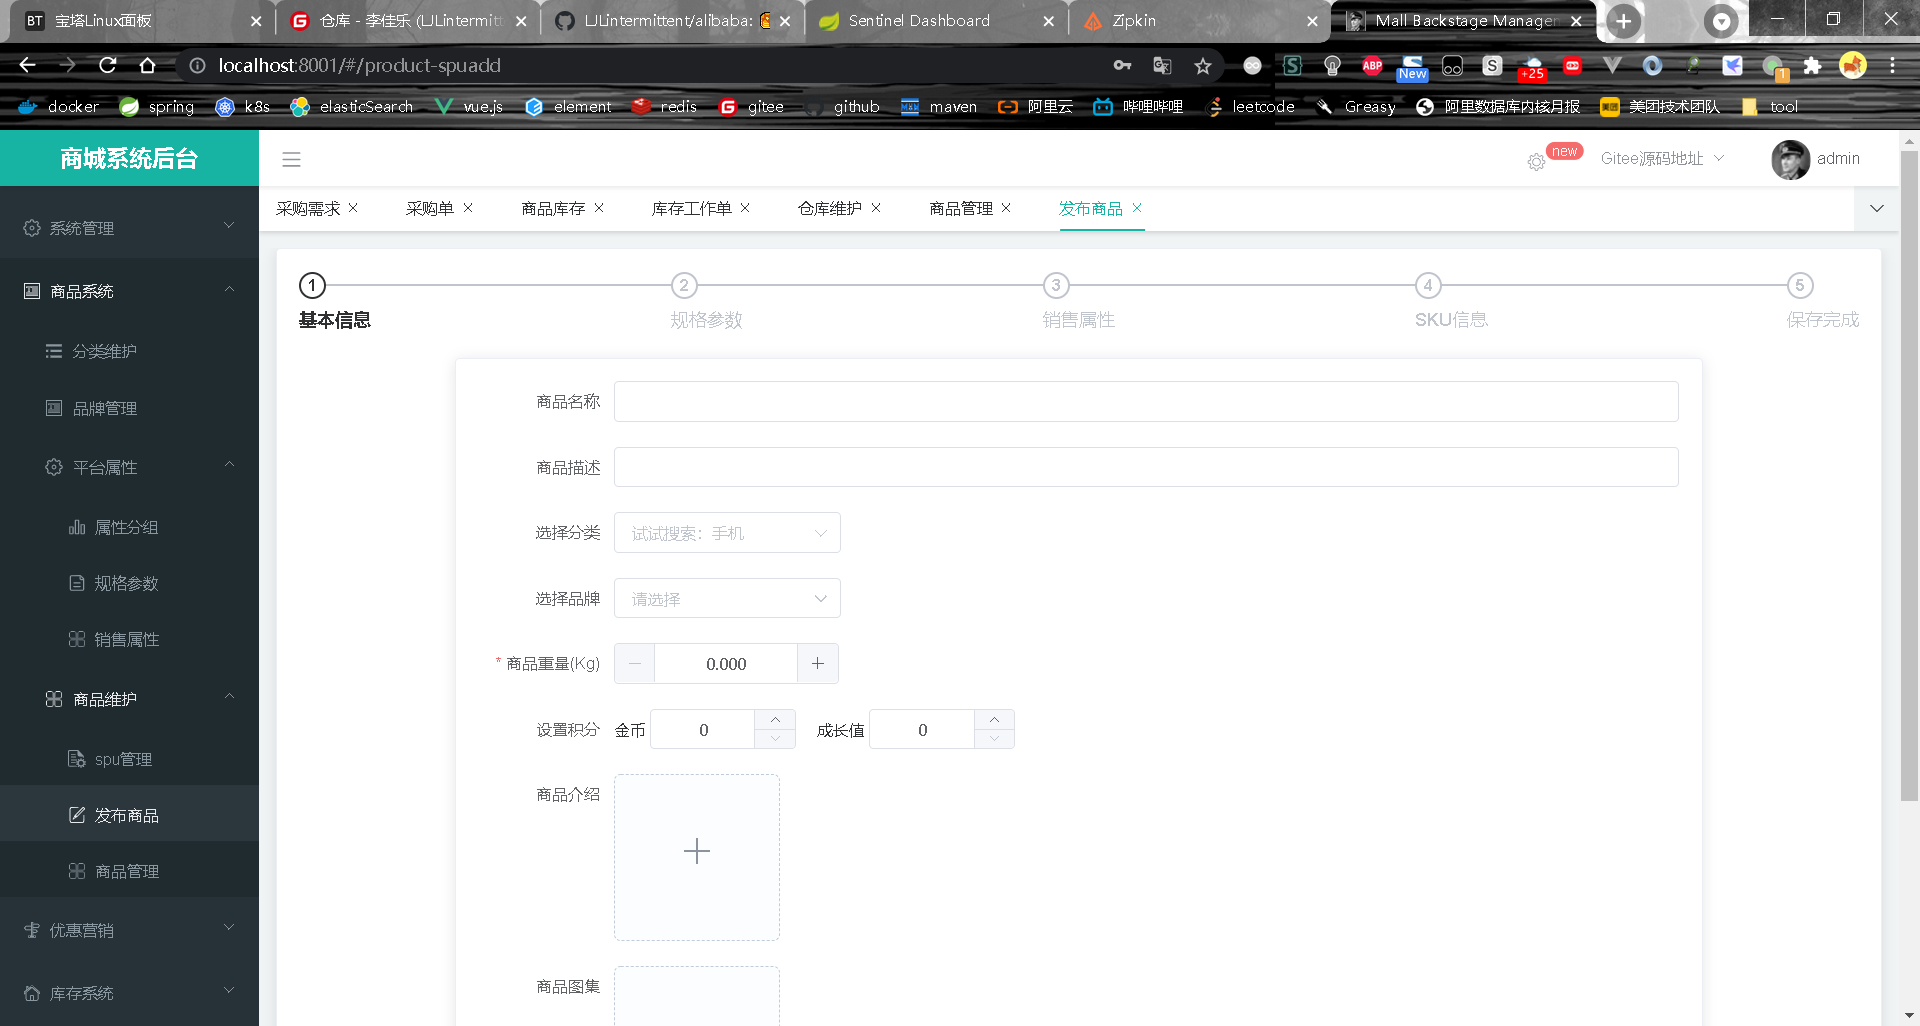 BT 宝塔Linux面板
仓库 - 李佳乐 (LJLintermitt
LJLintermittent/alibaba:
Sentinel Dashboard
Zipkin
Mall Backstage Manager
localhost:8001/#/product-spuadd
ABP
New
S
+25
1
docker
spring
k8s
elasticSearch
vue.js
element
redis
gitee
github
maven
阿里云
哔哩哔哩
leetcode
Greasy
阿里数据库内核月报
美团技术团队
tool
商城系统后台
new
Gitee源码地址
admin
采购需求
采购单
商品库存
库存工作单
仓库维护
商品管理
发布商品
系统管理
商品系统
分类维护
品牌管理
平台属性
属性分组
规格参数
销售属性
商品维护
spu管理
发布商品
商品管理
优惠营销
库存系统
1
2
3
4
5
基本信息
规格参数
销售属性
SKU信息
保存完成
商品名称
商品描述
选择分类 试试搜索：手机
选择品牌 请选择
* 商品重量(Kg) 0.000
设置积分 金币 0 成长值 0
商品介绍
商品图集